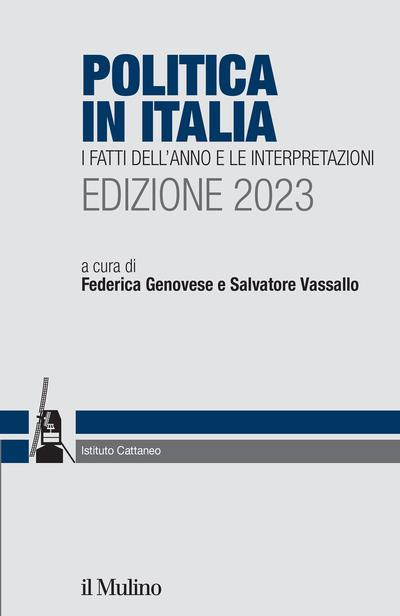 POLITICA
IN ITALIA
I FATTI DELL'ANNO E LE INTERPRETAZIONI
EDIZIONE 2023
a cura di
Federica Genovese e Salvatore Vassallo
Istituto Cattaneo
il Mulino